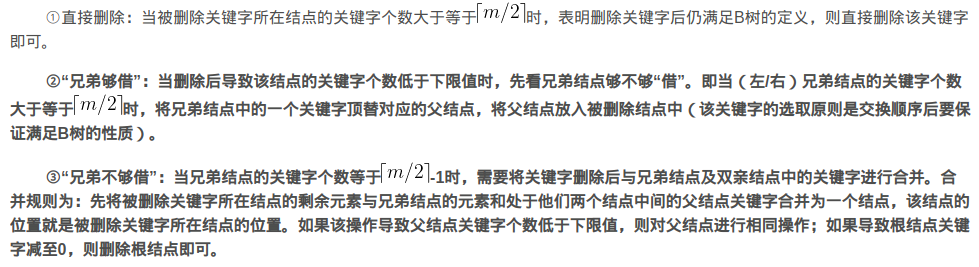 ①直接删除：当被删除关键字所在结点的关键字个数大于等于⌈m/2⌉时，表明删除关键字后仍满足B树的定义，则直接删除该关键字
即可。
②“兄弟够借”：当删除后导致该结点的关键字个数低于下限值时，先看兄弟结点够不够“借”。即当（左/右）兄弟结点的关键字个数
大于等于⌈m/2⌉时，将兄弟结点中的一个关键字顶替对应的父结点，将父结点放入被删除结点中（该关键字的选取原则是交换顺序后要保
证满足B树的性质）。
③“兄弟不够借”：当兄弟结点的关键字个数等于⌈m/2⌉-1时，需要将关键字删除后与兄弟结点及双亲结点中的关键字进行合并。合
并规则为：先将被删除关键字所在结点的剩余元素与兄弟结点的元素和处于他们两个结点中间的父结点关键字合并为一个结点，该结点的
位置就是被删除关键字所在结点的位置。如果该操作导致父结点关键字个数低于下限值，则对父结点进行相同操作；如果导致根结点关键
字减至0，则删除根结点即可。